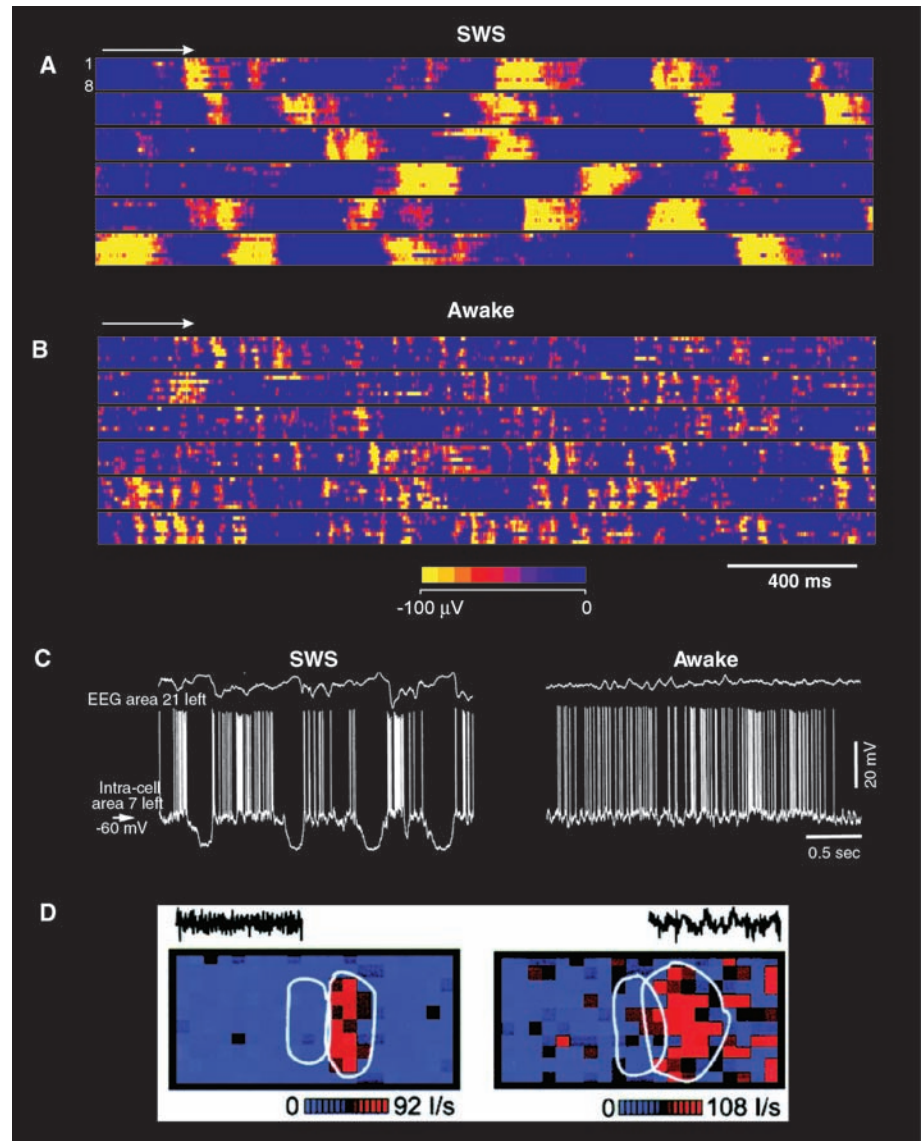 SWS
A
1
8
Awake
B
400 ms
-100 μV
0
C
SWS
Awake
EEG area 21 left
Intra-cell
area 7 left
-60 mV
20 mV
0.5 sec
D
0 92 l/s
0 108 l/s